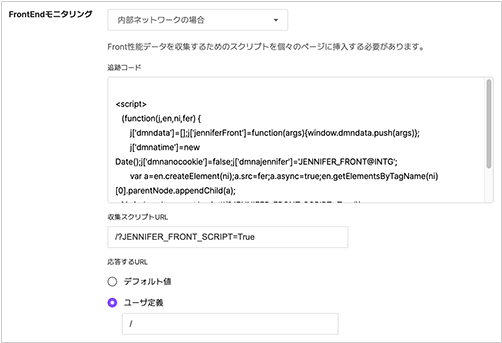 FrontEndモニタリング
内部ネットワークの場合
Front性能データを収集するためのスクリプトを個々のページに挿入する必要があります。
追跡コード
<script>
(function(j,en,ni,fer) {
j['dmndata']=[];j['jenniferFront']=function(args){window.dmndata.push(args)};
j['dmnatime']=new
Date();j['dmnanocookie']=false;j['dmnajennifer']='JENNIFER_FRONT@INTG';
var a=en.createElement(ni);a.src=fer;a.async=true;en.getElementsByTagName(ni)
[0].parentNode.appendChild(a);
収集スクリプトURL
/?JENNIFER_FRONT_SCRIPT=True
応答するURL
デフォルト値
ユーザ定義
/